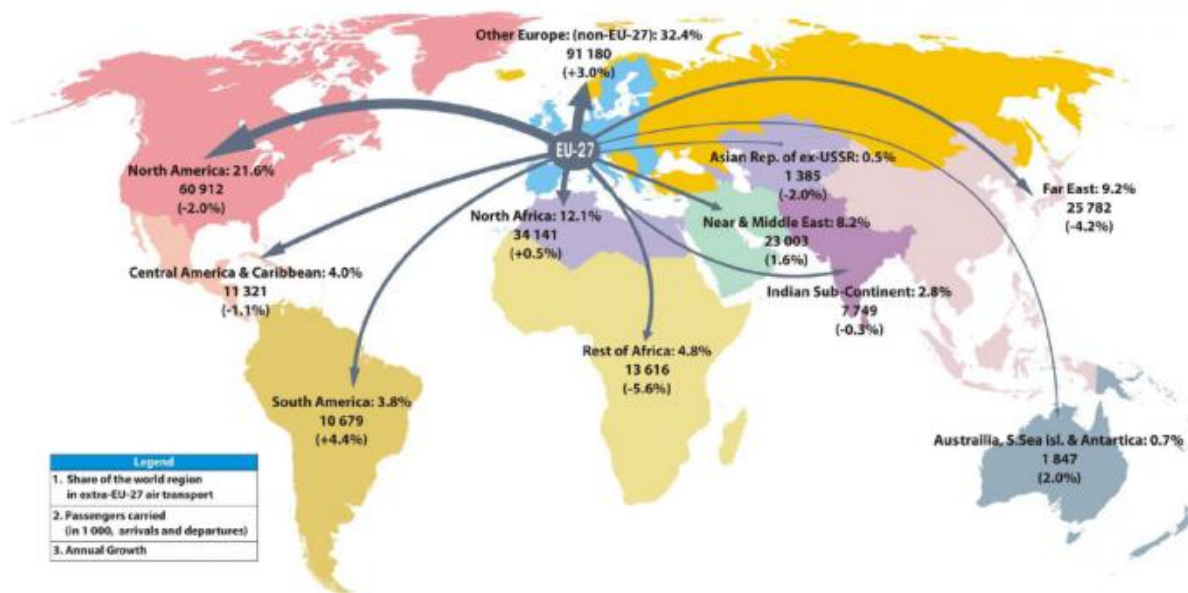 Other Europe: (non-EU-27): 32.4%
91 180
(+3.0%)
EU-27
North America: 21.6%
60 912
(-2.0%)
Asian Rep. of ex-USSR: 0.5%
1 385
(-2.0%)
Far East: 9.2%
25 782
(-4.2%)
North Africa: 12.1%
34 141
(+0.5%)
Near & Middle East: 8.2%
23 003
(1.6%)
Central America & Caribbean: 4.0%
11 321
(-1.1%)
Indian Sub-Continent: 2.8%
7 749
(-0.3%)
Rest of Africa: 4.8%
13 616
(-5.6%)
South America: 3.8%
10 679
(+4.4%)
Austrailia, S.Sea isl. & Antartica: 0.7%
1 847
(2.0%)
Legend
1. Share of the world region
in extra-EU-27 air transport
2. Passengers carried
(in 1 000, arrivals and departures)
3. Annual Growth